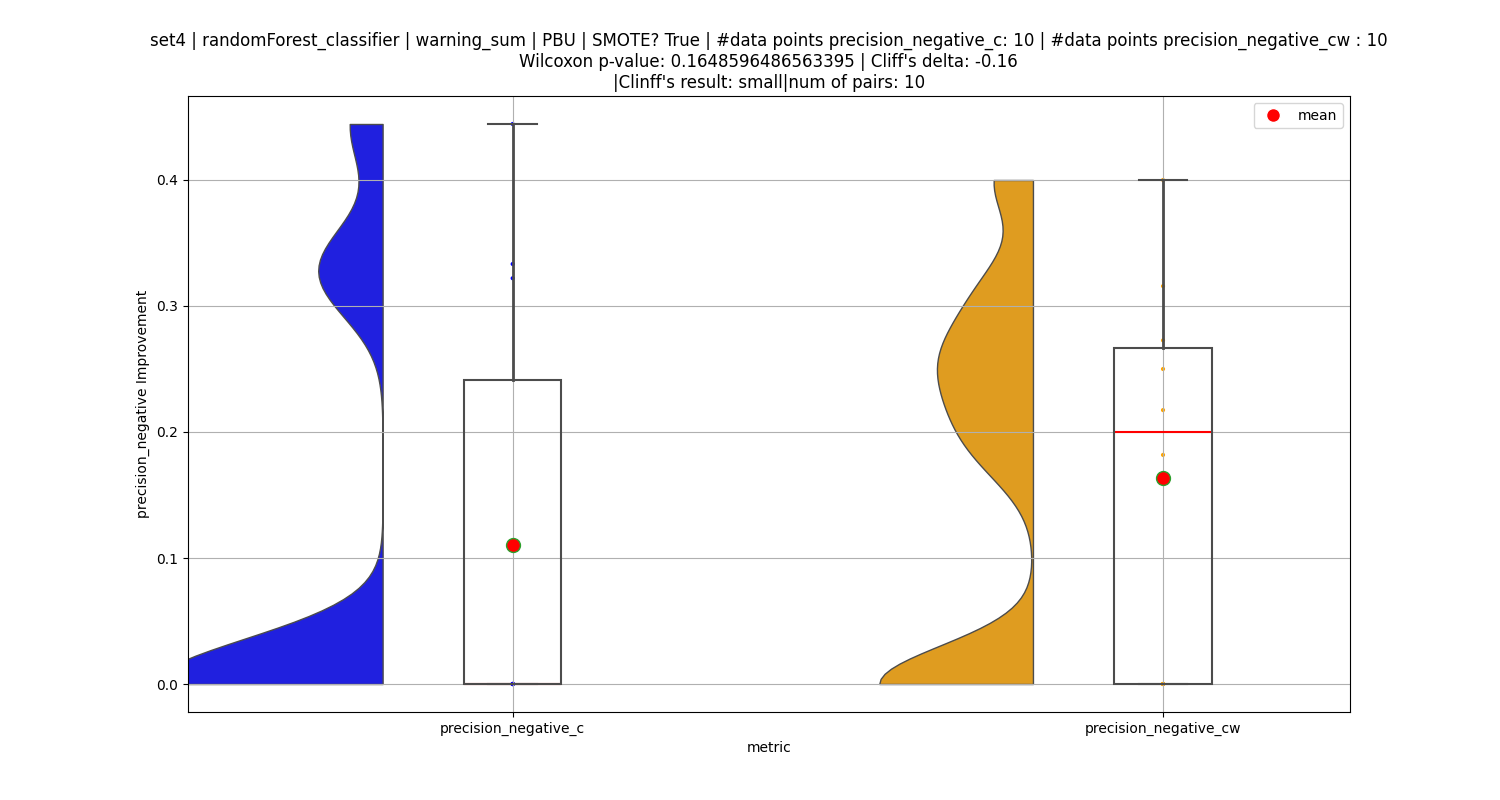 set4 | randomForest_classifier | warning_sum | PBU | SMOTE? True | #data points precision_negative_c: 10 | #data points precision_negative_cw : 10
Wilcoxon p-value: 0.1648596486563395 | Cliff's delta: -0.16
|Clinff's result: small|num of pairs: 10
mean
precision_negative Improvement
0.4
0.3
0.2
0.1
0.0
precision_negative_c
precision_negative_cw
metric